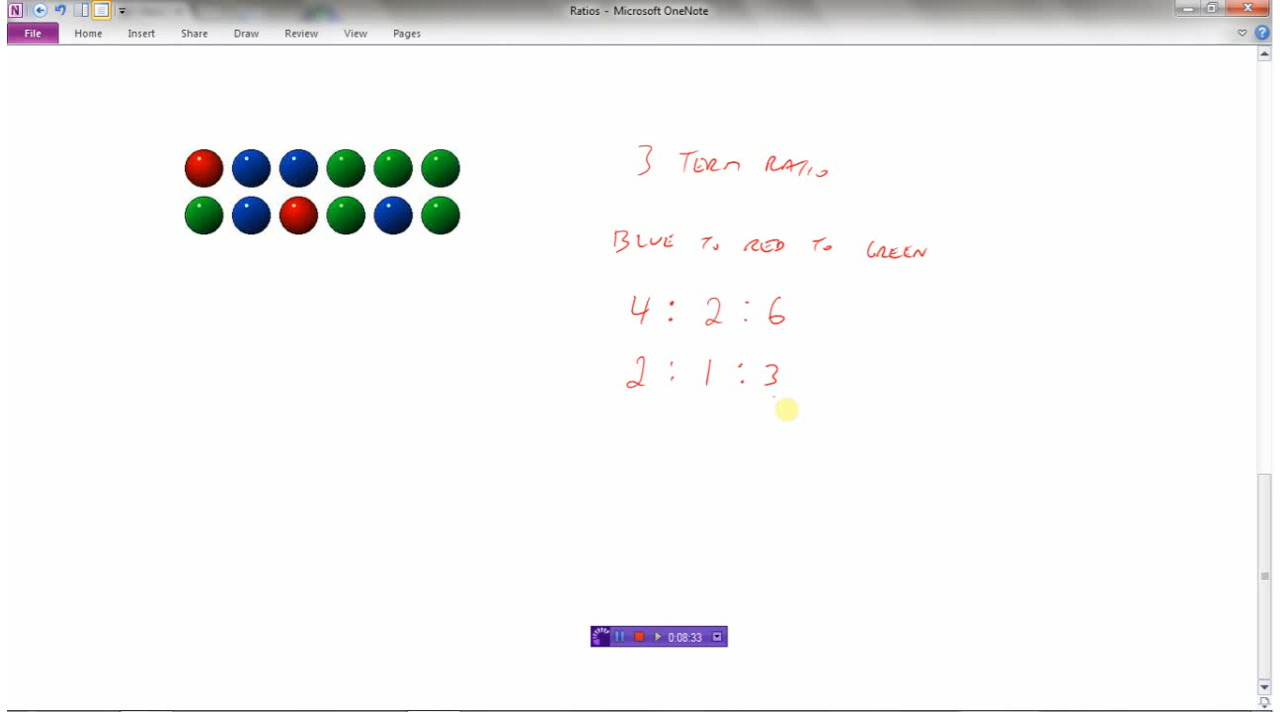 Ratios - Microsoft OneNote
File Home Insert Share Draw Review View Pages
3 TERM RATIO
BLUE TO RED TO GREEN
4 : 2 : 6
2 : 1 : 3
0:08:33